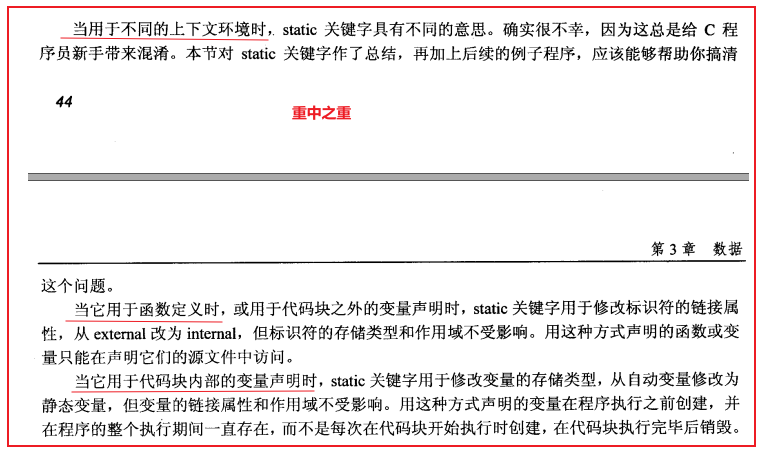 当用于不同的上下文环境时，static 关键字具有不同的意思。确实很不幸，因为这总是给 C 程
序员新手带来混淆。本节对 static 关键字作了总结，再加上后续的例子程序，应该能够帮助你搞清
44
重中之重
第 3 章 数据
这个问题。
当它用于函数定义时，或用于代码块之外的变量声明时，static 关键字用于修改标识符的链接属
性，从 external 改为 internal，但标识符的存储类型和作用域不受影响。用这种方式声明的函数或变
量只能在声明它们的源文件中访问。
当它用于代码块内部的变量声明时，static 关键字用于修改变量的存储类型，从自动变量修改为
静态变量，但变量的链接属性和作用域不受影响。用这种方式声明的变量在程序执行之前创建，并
在程序的整个执行期间一直存在，而不是每次在代码块开始执行时创建，在代码块执行完毕后销毁。